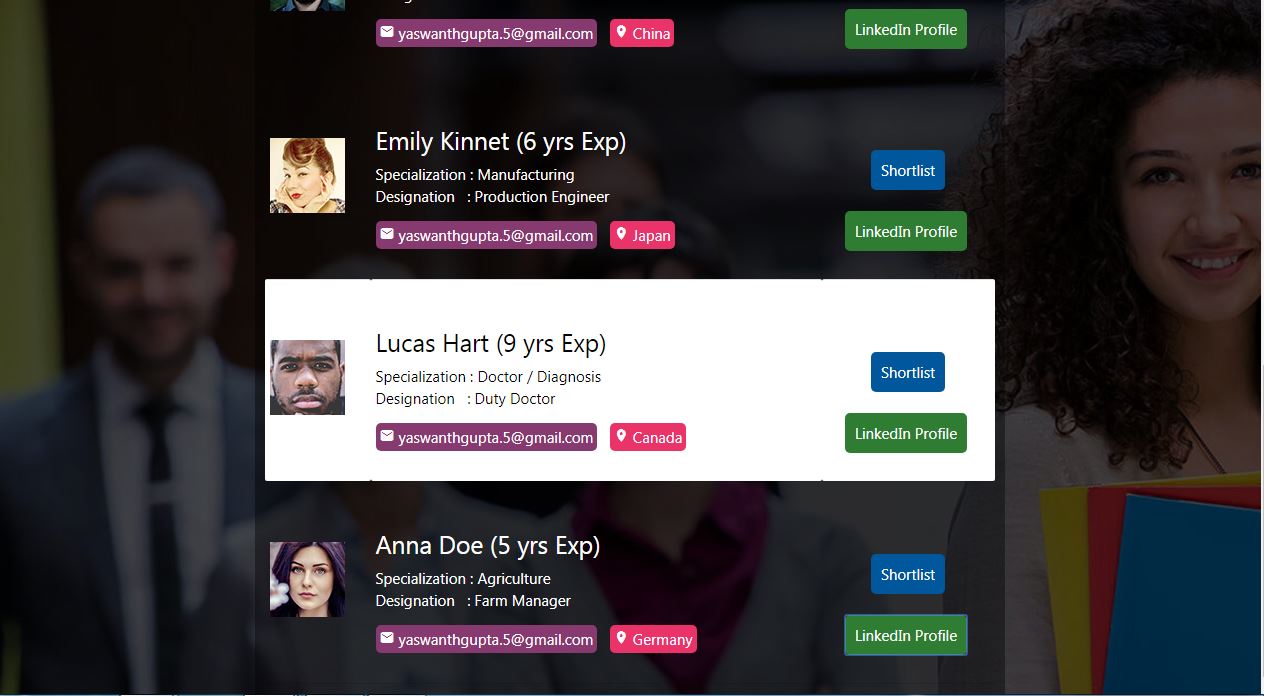 yaswanthgupta.5@gmail.com China LinkedIn Profile
Emily Kinnet (6 yrs Exp)
Specialization : Manufacturing
Designation : Production Engineer
Shortlist
yaswanthgupta.5@gmail.com Japan LinkedIn Profile
Lucas Hart (9 yrs Exp)
Specialization : Doctor / Diagnosis
Designation : Duty Doctor
Shortlist
yaswanthgupta.5@gmail.com Canada LinkedIn Profile
Anna Doe (5 yrs Exp)
Specialization : Agriculture
Designation : Farm Manager
Shortlist
yaswanthgupta.5@gmail.com Germany LinkedIn Profile